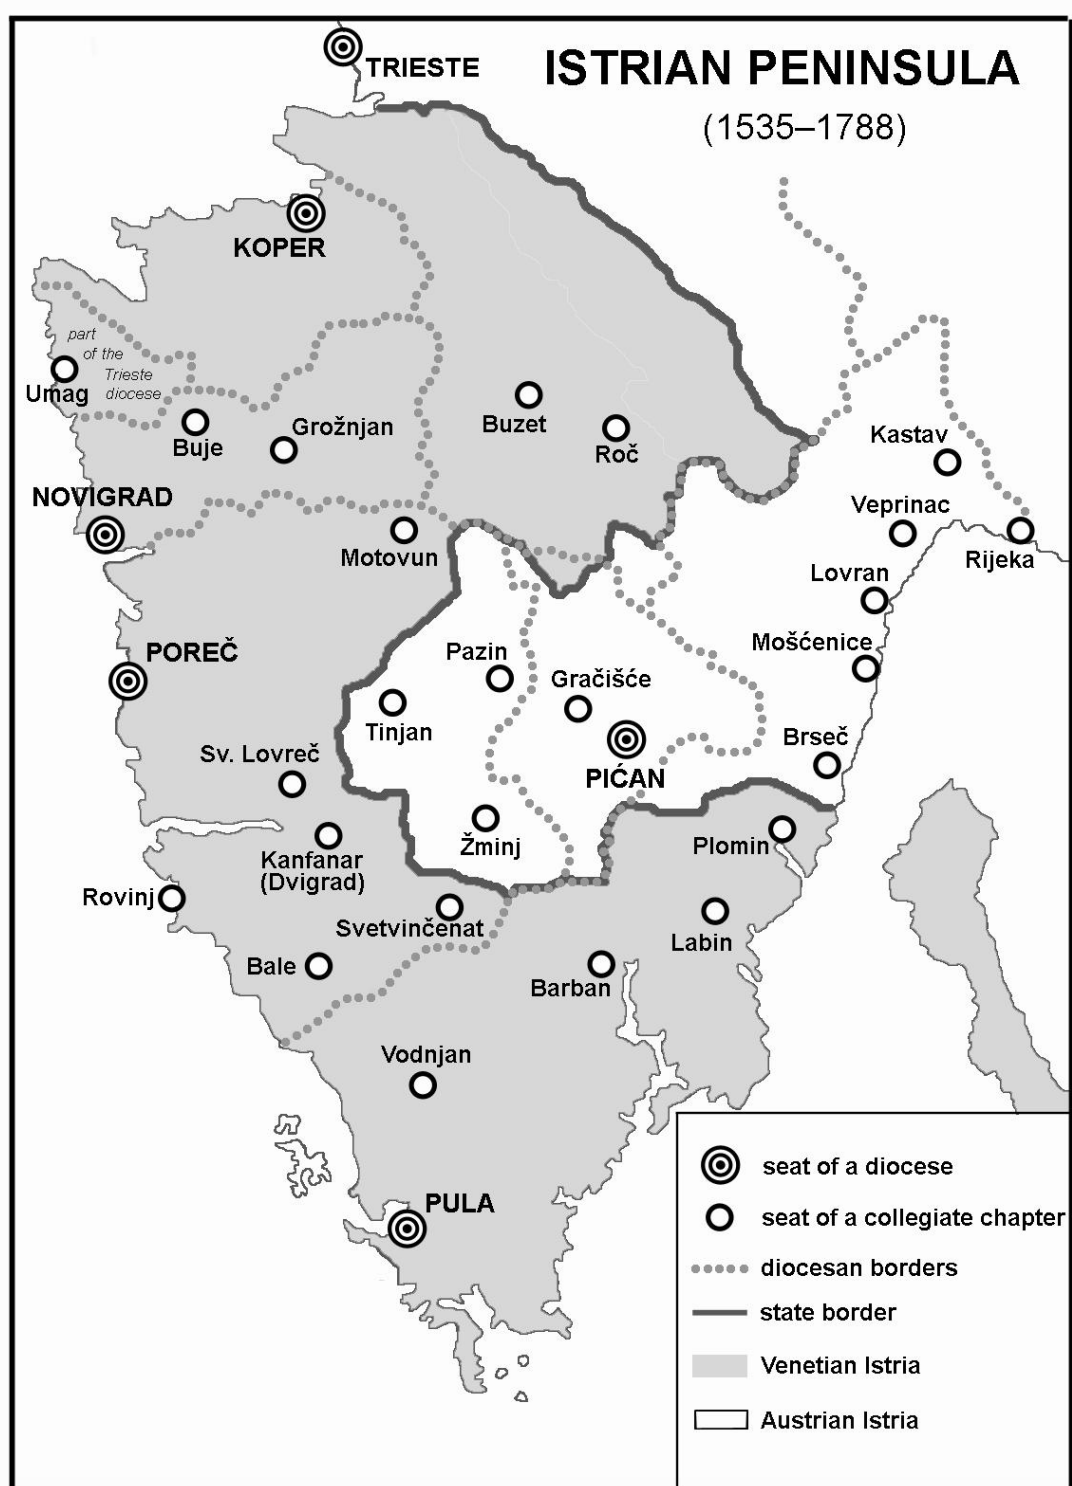 ISTRIAN PENINSULA
(1535–1788)
TRIESTE
KOPER
part
of the
Trieste
diocese
Umag
Buje
Grožnjan
Buzet
Roč
Kastav
NOVIGRAD
Motovun
Veprinac
Rijeka
Lovran
POREČ
Pazin
Mošćenice
Gračišće
Tinjan
Sv. Lovreč
PIĆAN
Brseč
Kanfanar
(Dvigrad)
Žminj
Plomin
Rovinj
Svetvinčenat
Labin
Bale
Barban
Vodnjan
PULA
seat of a diocese
seat of a collegiate chapter
diocesan borders
state border
Venetian Istria
Austrian Istria